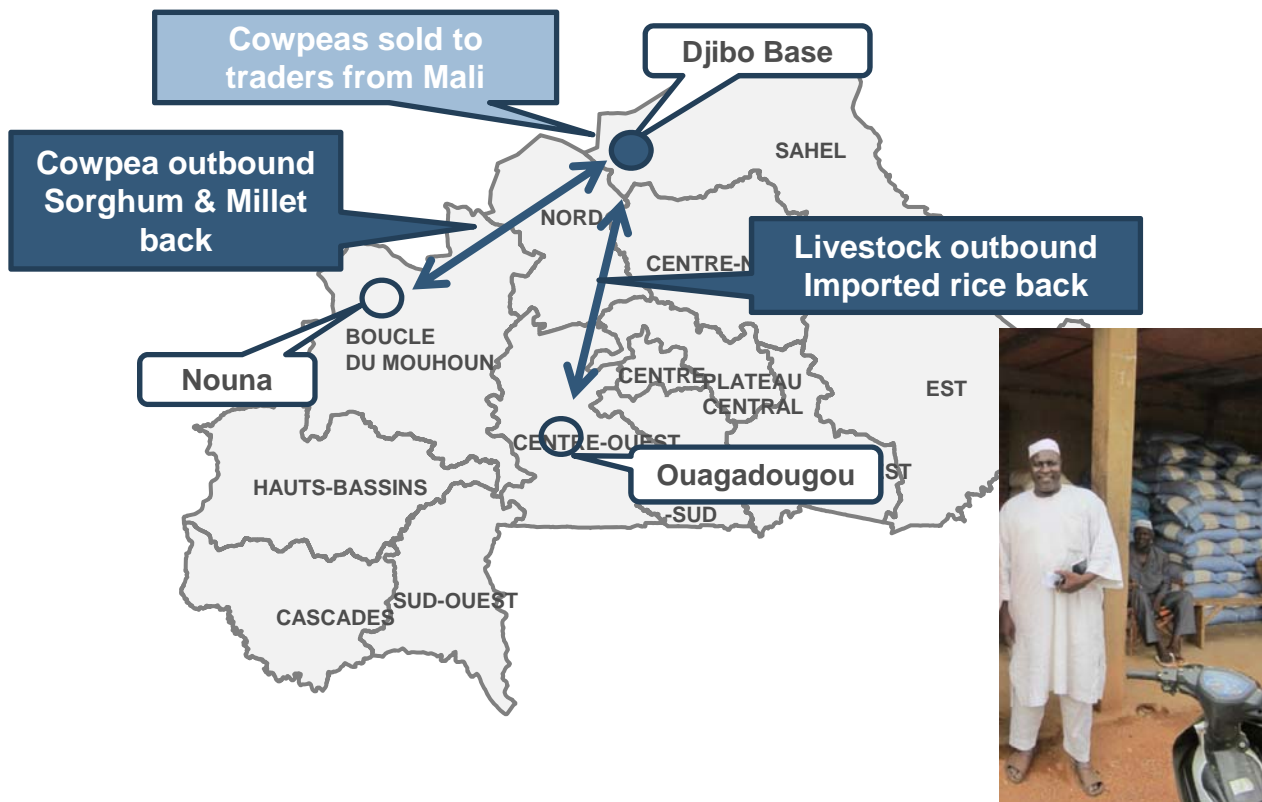 Cowpeas sold to
traders from Mali
Djibo Base
Cowpea outbound
Sorghum & Millet
back
SAHEL
NORD
CENTRE-N
Livestock outbound
Imported rice back
BOUCLE
DU MOUHOUN
Nouna
CENTRE
PLATEAU
CENTRAL
EST
CENTRE-OUEST
Ouagadougou
ST
HAUTS-BASSINS
-SUD
SUD-OUEST
CASCADES